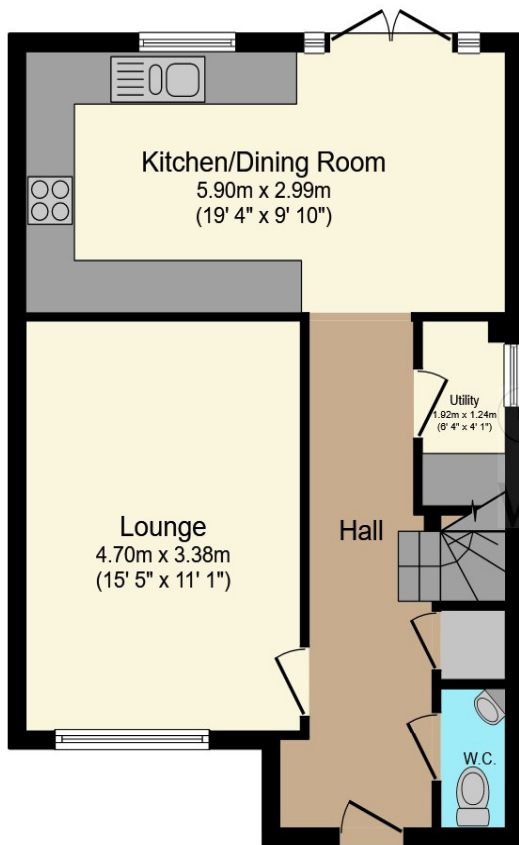 Kitchen/Dining Room
5.90m x 2.99m
(19' 4" x 9' 10")
Utility
1.92m x 1.24m
(6' 4" x 4' 1")
Lounge
4.70m x 3.38m
(15' 5" x 11' 1")
Hall
W.C.